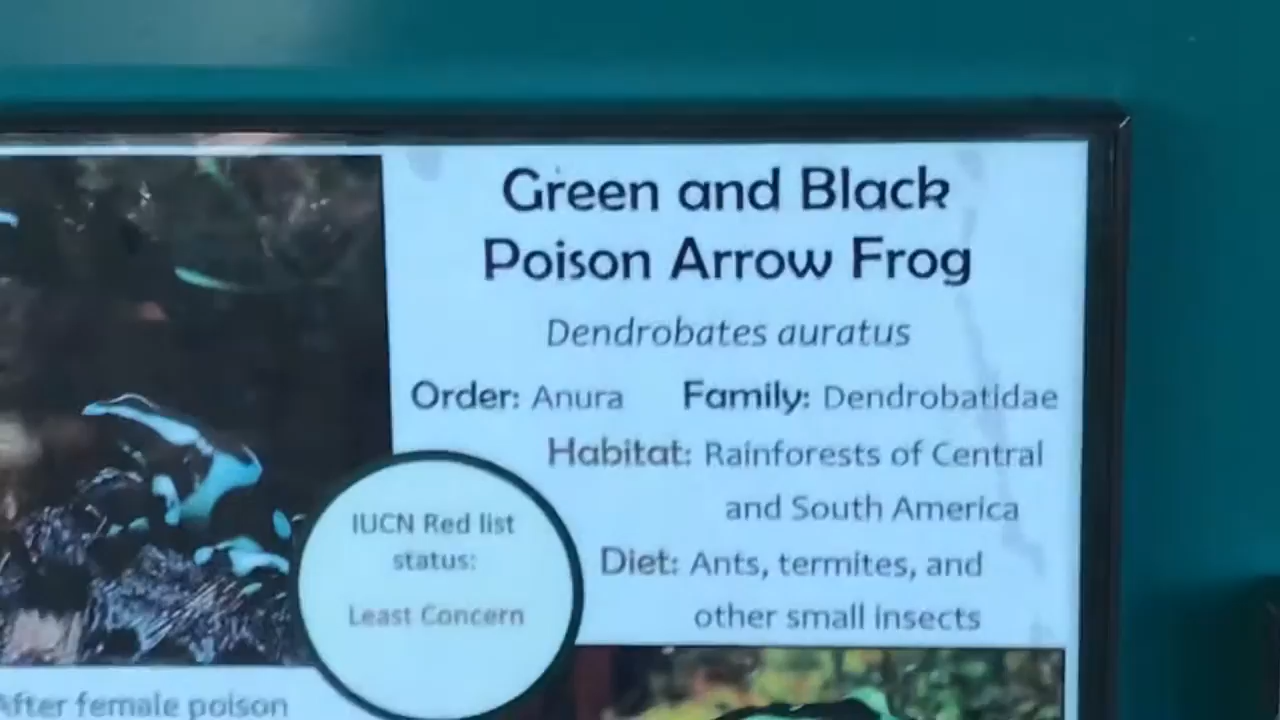 Green and Black
Poison Arrow Frog
Dendrobates auratus
Order: Anura Family: Dendrobatidae
Habitat: Rainforests of Central
and South America
Diet: Ants, termites, and
other small insects
IUCN Red list
status:
Least Concern
After female poison